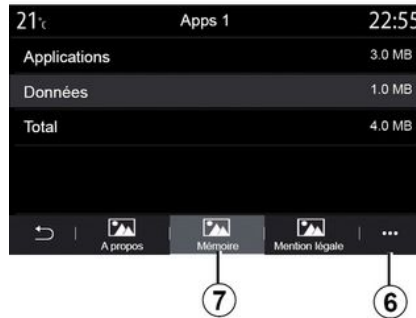 21°c Apps 1 22:55
Applications 3.0 MB
Données 1.0 MB
Total 4.0 MB
A propos Mémoire Mention légale ...
7 6